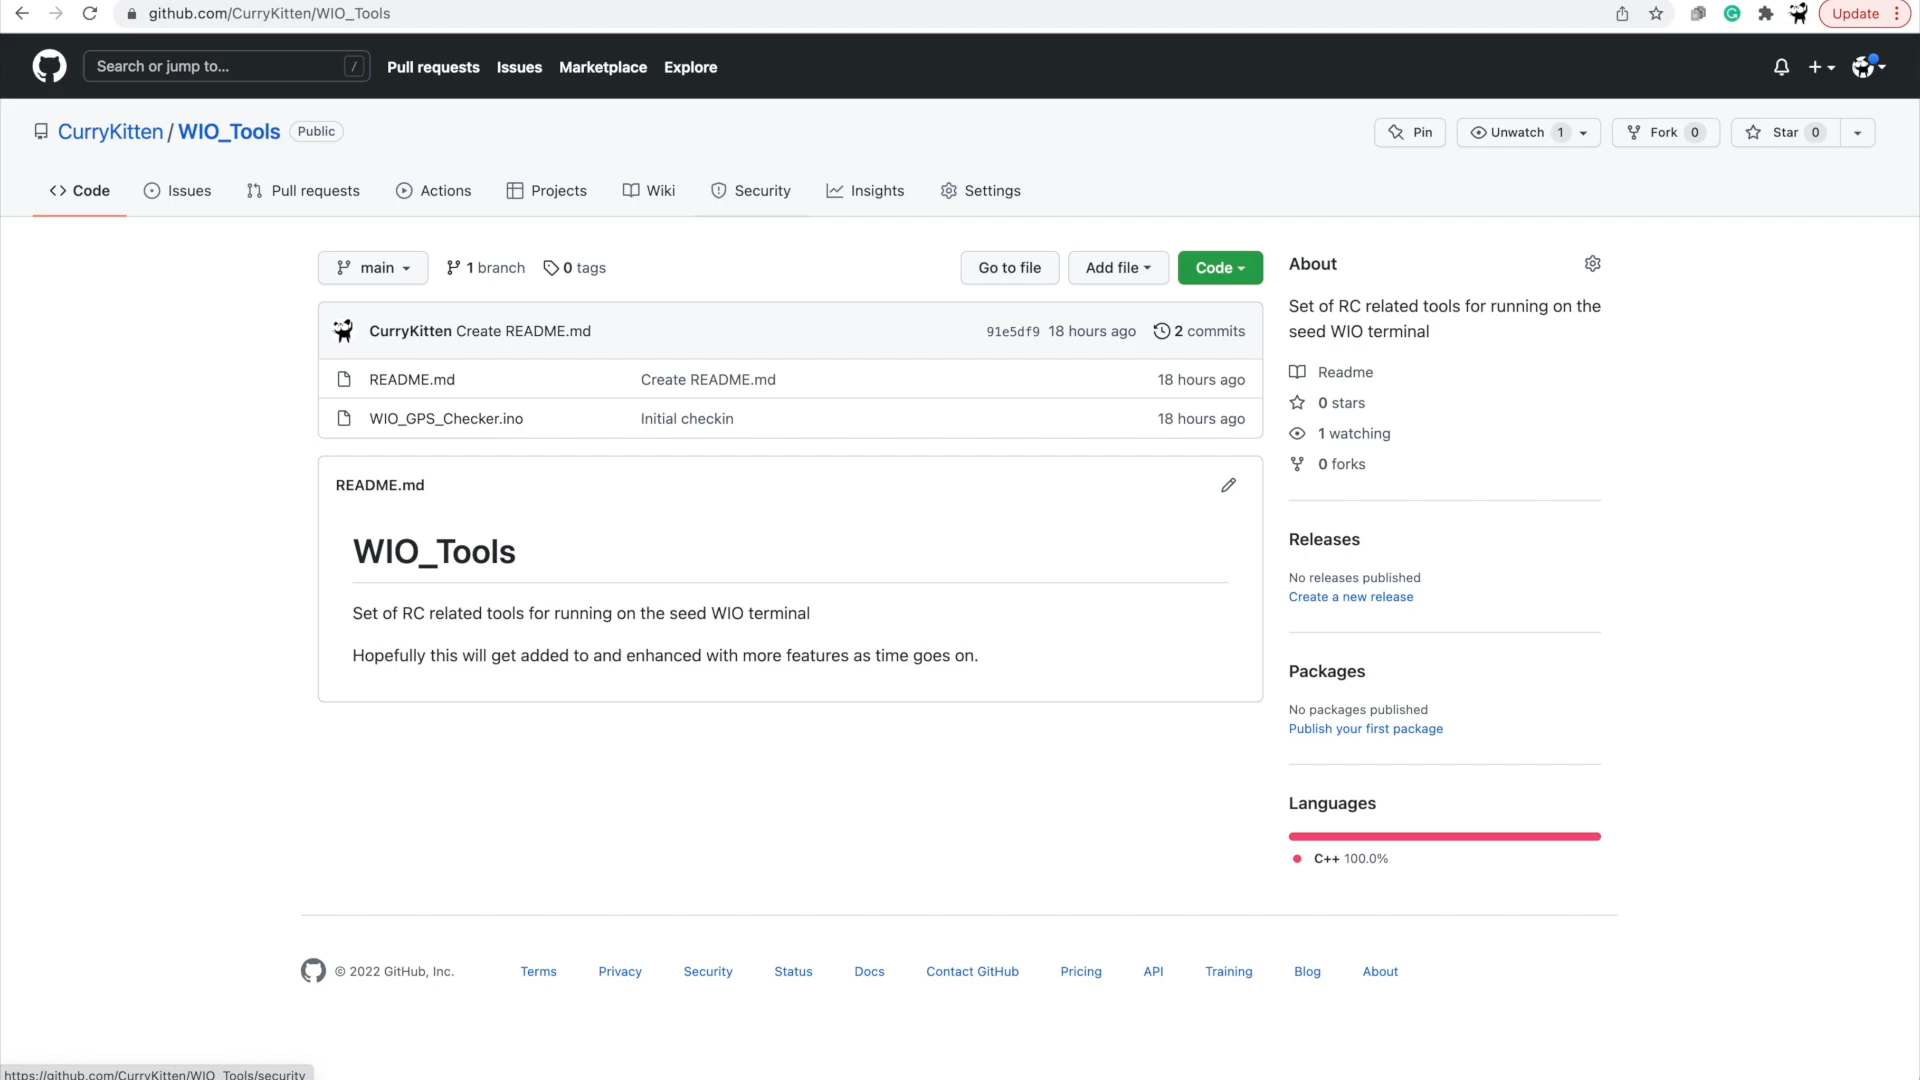 github.com/CurryKitten/WIO_Tools
Update
Search or jump to...
/
Pull requests
Issues
Marketplace
Explore
CurryKitten / WIO_Tools
Public
Pin
Unwatch 1
Fork 0
Star 0
Code
Issues
Pull requests
Actions
Projects
Wiki
Security
Insights
Settings
main
1 branch
0 tags
Go to file
Add file
Code
CurryKitten Create README.md
91e5df9 18 hours ago
2 commits
README.md
Create README.md
18 hours ago
WIO_GPS_Checker.ino
Initial checkin
18 hours ago
README.md
WIO_Tools
Set of RC related tools for running on the seed WIO terminal
Hopefully this will get added to and enhanced with more features as time goes on.
About
Set of RC related tools for running on the
seed WIO terminal
Readme
0 stars
1 watching
0 forks
Releases
No releases published
Create a new release
Packages
No packages published
Publish your first package
Languages
C++ 100.0%
© 2022 GitHub, Inc.
Terms
Privacy
Security
Status
Docs
Contact GitHub
Pricing
API
Training
Blog
About
https://github.com/CurryKitten/WIO_Tools/security